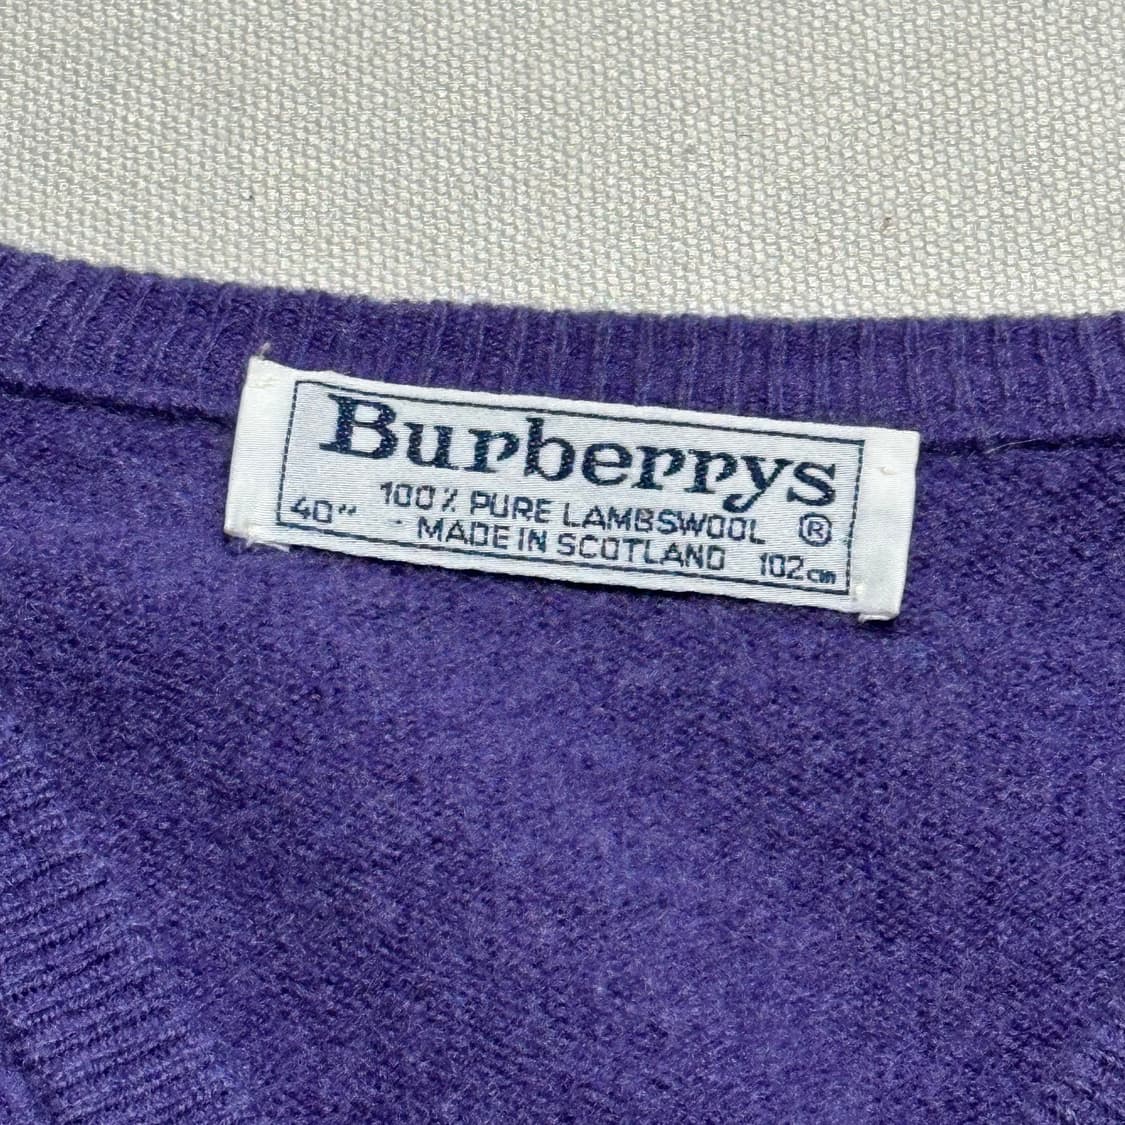 Burberrys
100% PURE LAMBSWOOL ®
40" MADE IN SCOTLAND 102cm